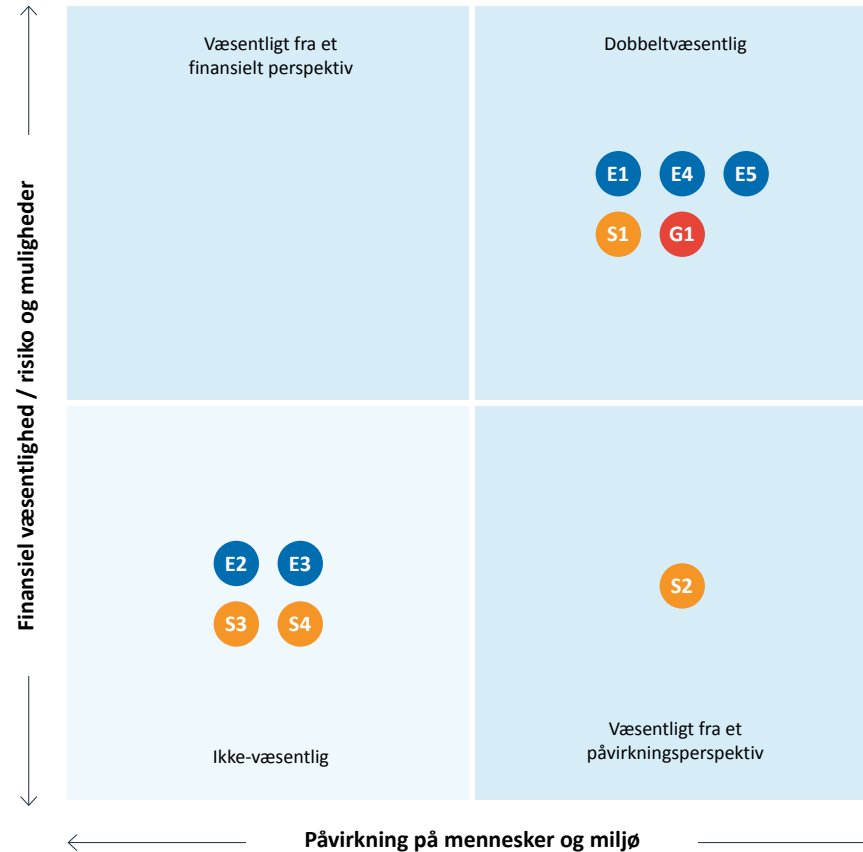 Væsentligt fra et
finansielt perspektiv
Dobbeltvæsentlig
E1 E4 E5
S1 G1
Finansiel væsentlighed / risiko og muligheder
E2 E3
S3 S4
S2
Ikke-væsentlig
Væsentligt fra et
påvirkningsperspektiv
Påvirkning på mennesker og miljø